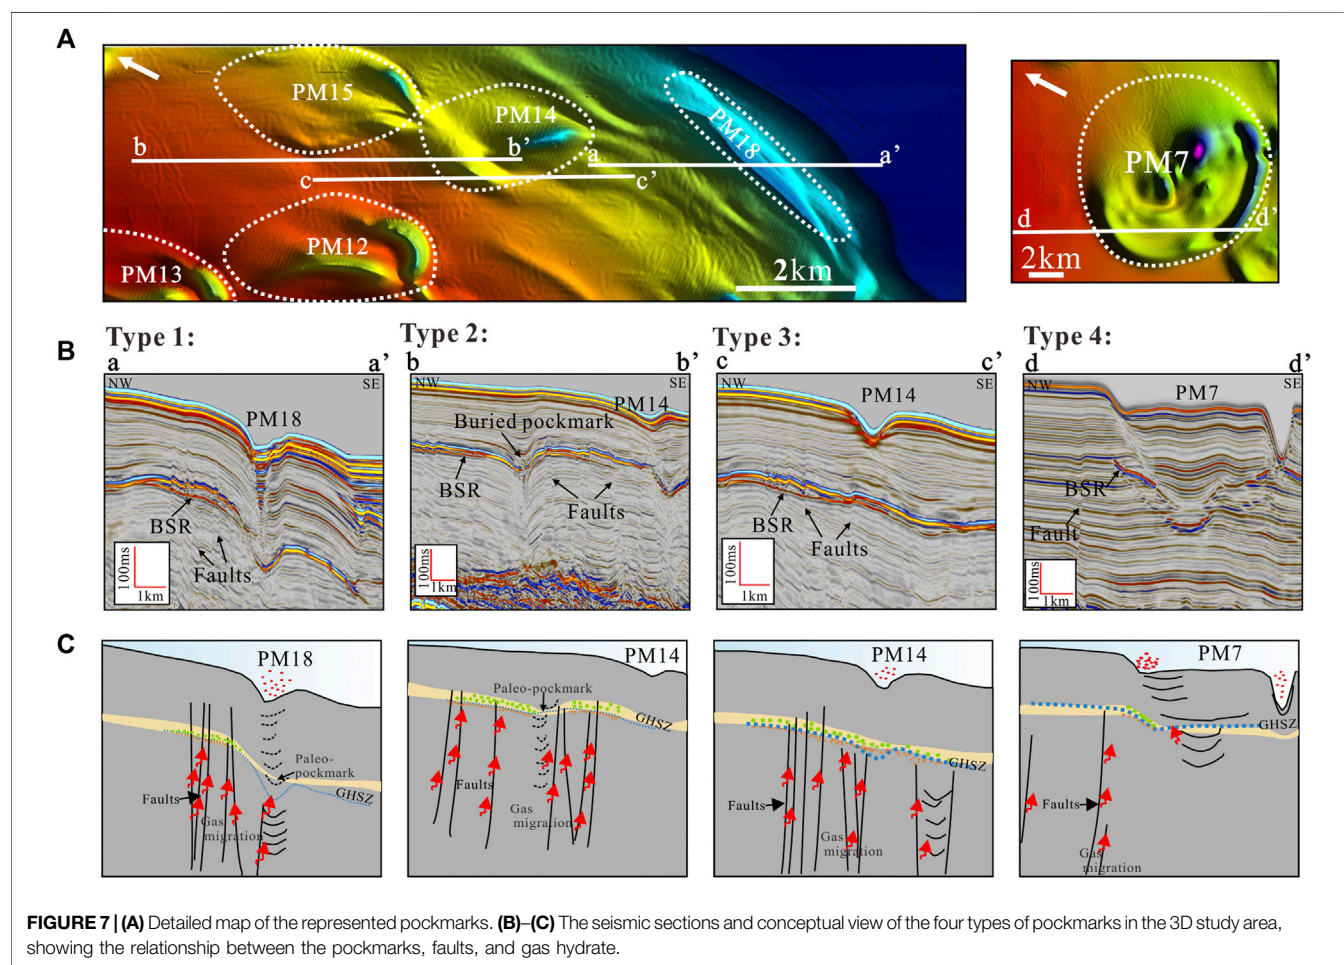 A
PM15
PM14
PM18
PM7
b
b’
a
a’
c
c’
d
d’
PM12
PM13
2km
2km
B
Type 1:
Type 2:
Type 3:
Type 4:
a
a’
b
b’
c
c’
d
d’
NW
SE
PM18
BSR
Faults
100ms
1km
NW
SE
PM14
Buried pockmark
BSR
Faults
100ms
1km
NW
SE
PM14
BSR
Faults
100ms
1km
NW
SE
PM7
BSR
Fault
100ms
1km
C
PM18
Paleo-
pockmark
GHSZ
Faults
Gas
migration
PM14
Paleo-pockmark
GHSZ
Faults
Gas
migration
PM14
GHSZ
Faults
Gas
migration
PM7
GHSZ
Faults
Gas
migration
FIGURE 7 | (A) Detailed map of the represented pockmarks. (B)–(C) The seismic sections and conceptual view of the four types of pockmarks in the 3D study area,
showing the relationship between the pockmarks, faults, and gas hydrate.